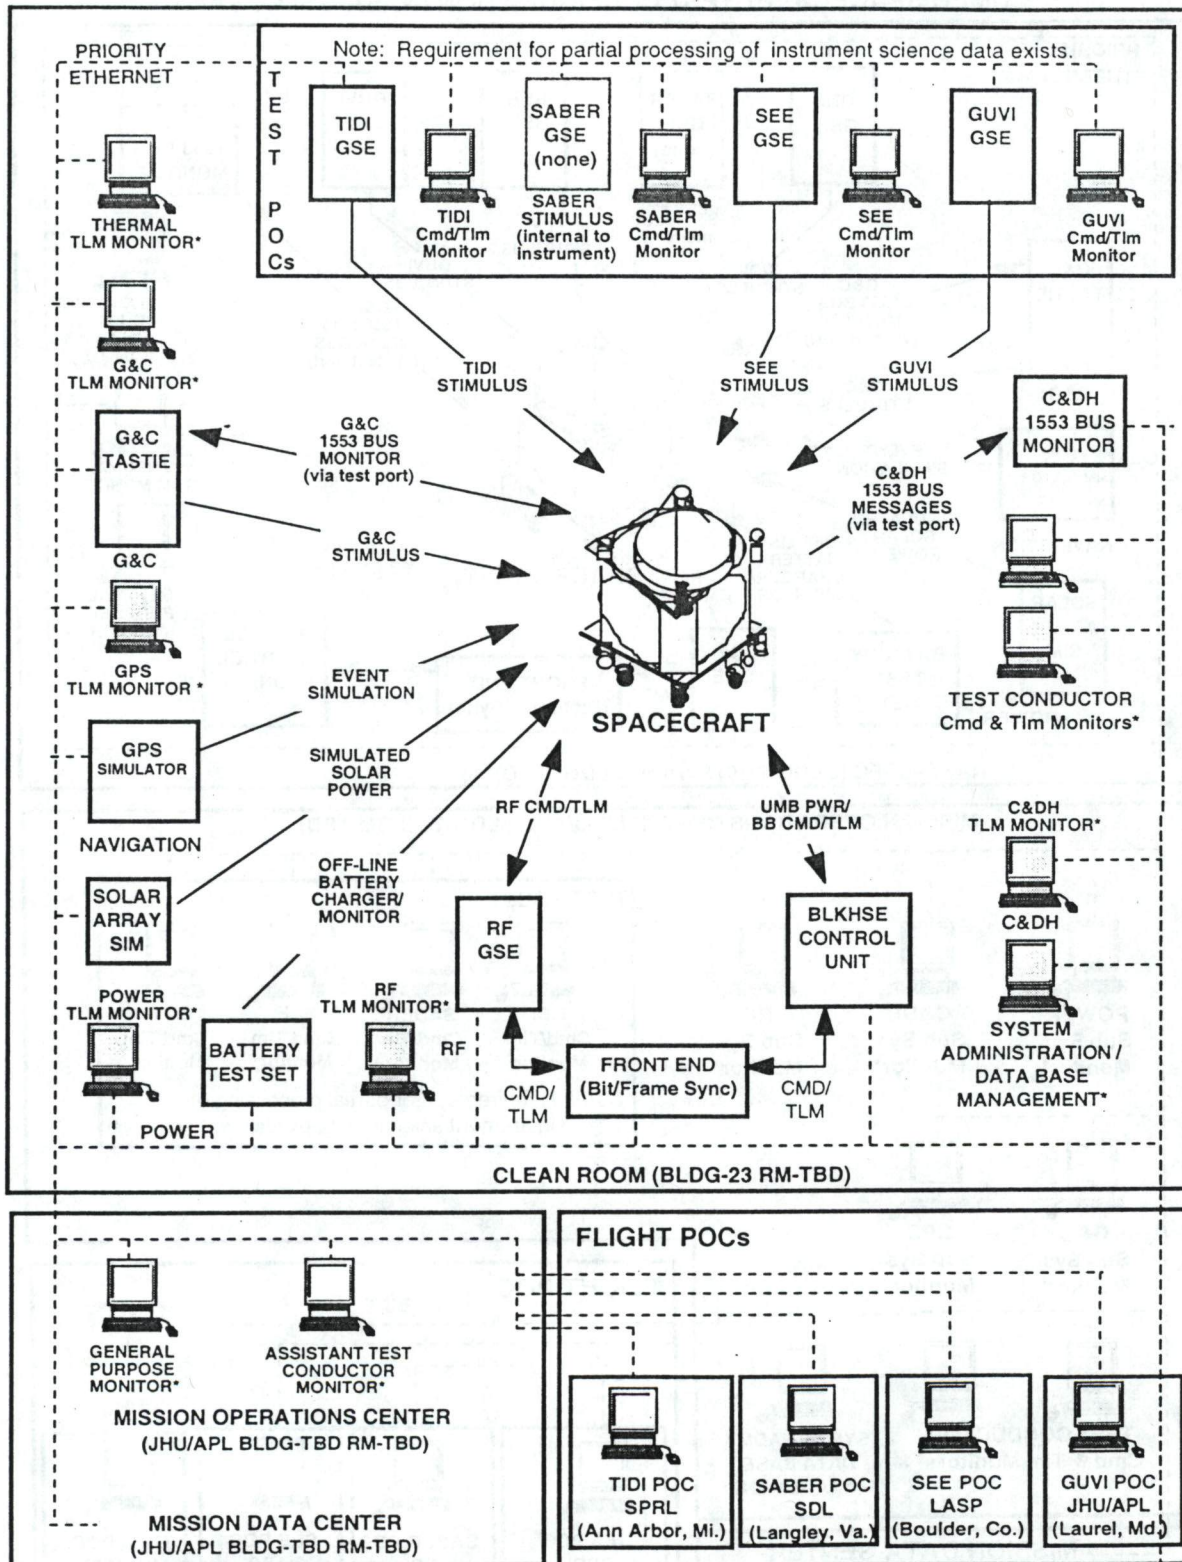 PRIORITY
ETHERNET
Note: Requirement for partial processing of instrument science data exists.
TEST POCs
TIDI
GSE
SABER
GSE
(none)
SEE
GSE
GUVI
GSE
TIDI
Cmd/Tlm
Monitor
SABER
STIMULUS
(internal to
instrument)
SABER
Cmd/Tlm
Monitor
SEE
Cmd/Tlm
Monitor
GUVI
Cmd/Tlm
Monitor
THERMAL
TLM MONITOR*
G&C
TLM MONITOR*
TIDI
STIMULUS
SEE
STIMULUS
GUVI
STIMULUS
C&DH
1553 BUS
MONITOR
G&C
TASTIE
G&C
G&C
1553 BUS
MONITOR
(via test port)
C&DH
1553 BUS
MESSAGES
(via test port)
G&C
STIMULUS
GPS
TLM MONITOR*
EVENT
SIMULATION
SPACECRAFT
TEST CONDUCTOR
Cmd & Tlm Monitors*
GPS
SIMULATOR
NAVIGATION
SIMULATED
SOLAR
POWER
RF CMD/TLM
UMB PWR/
BB CMD/TLM
C&DH
TLM MONITOR*
C&DH
OFF-LINE
BATTERY
CHARGER/
MONITOR
SOLAR
ARRAY
SIM
RF
GSE
BLKHSE
CONTROL
UNIT
POWER
TLM MONITOR*
RF
TLM MONITOR*
RF
BATTERY
TEST SET
FRONT END
(Bit/Frame Sync)
CMD/
TLM
CMD/
TLM
SYSTEM
ADMINISTRATION /
DATA BASE
MANAGEMENT*
POWER
CLEAN ROOM (BLDG-23 RM-TBD)
GENERAL
PURPOSE
MONITOR*
ASSISTANT TEST
CONDUCTOR
MONITOR*
MISSION OPERATIONS CENTER
(JHU/APL BLDG-TBD RM-TBD)
MISSION DATA CENTER
(JHU/APL BLDG-TBD RM-TBD)
FLIGHT POCs
TIDI POC
SPRL
(Ann Arbor, Mi.)
SABER POC
SDL
(Langley, Va.)
SEE POC
LASP
(Boulder, Co.)
GUVI POC
JHU/APL
(Laurel, Md.)